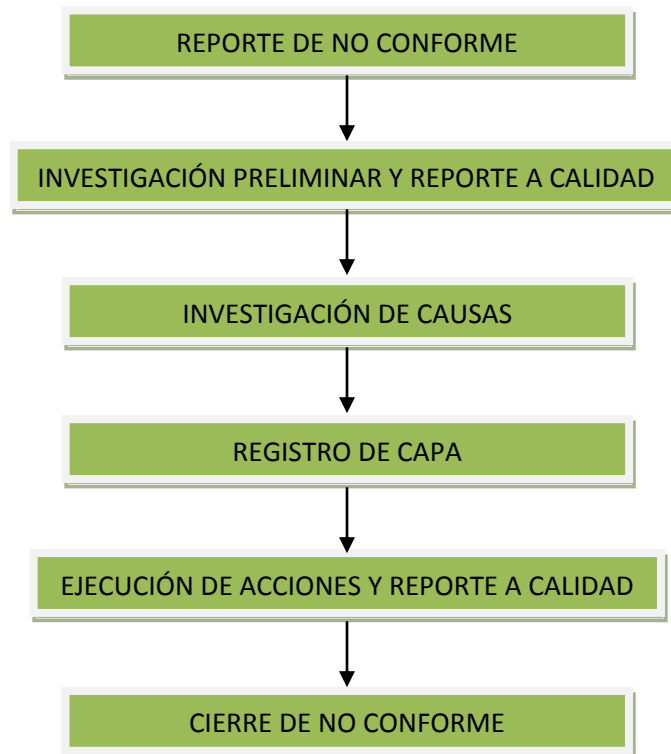 REPORTE DE NO CONFORME
INVESTIGACIÓN PRELIMINAR Y REPORTE A CALIDAD
INVESTIGACIÓN DE CAUSAS
REGISTRO DE CAPA
EJECUCIÓN DE ACCIONES Y REPORTE A CALIDAD
CIERRE DE NO CONFORME